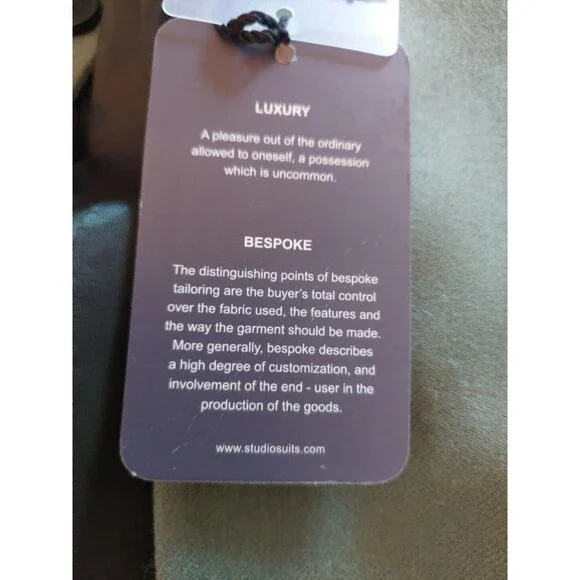 LUXURY
A pleasure out of the ordinary
allowed to oneself, a possession
which is uncommon.
BESPOKE
The distinguishing points of bespoke
tailoring are the buyer's total control
over the fabric used, the features and
the way the garment should be made.
More generally, bespoke describes
a high degree of customization, and
involvement of the end - user in the
production of the goods.
www.studiosuits.com